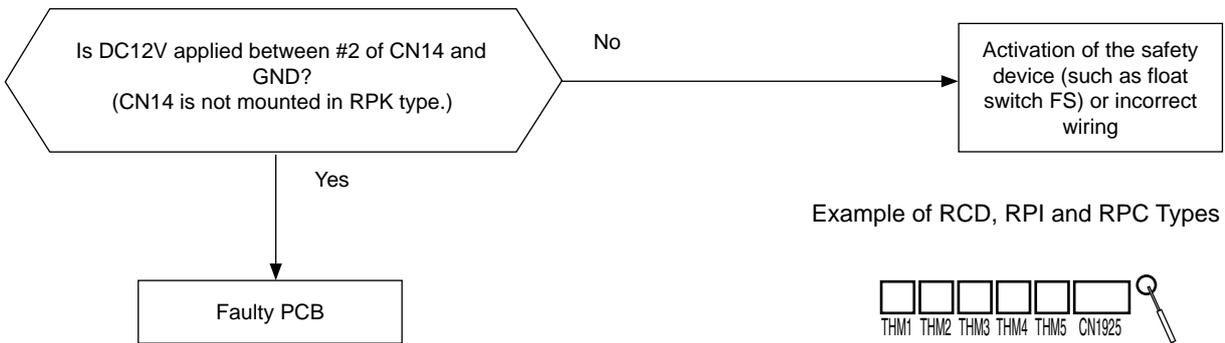 Is DC12V applied between #2 of CN14 and
GND?
(CN14 is not mounted in RPK type.)
No
Activation of the safety
device (such as float
switch FS) or incorrect
wiring
Yes
Example of RCD, RPI and RPC Types
Faulty PCB
THM1 THM2 THM3 THM4 THM5 CN1925